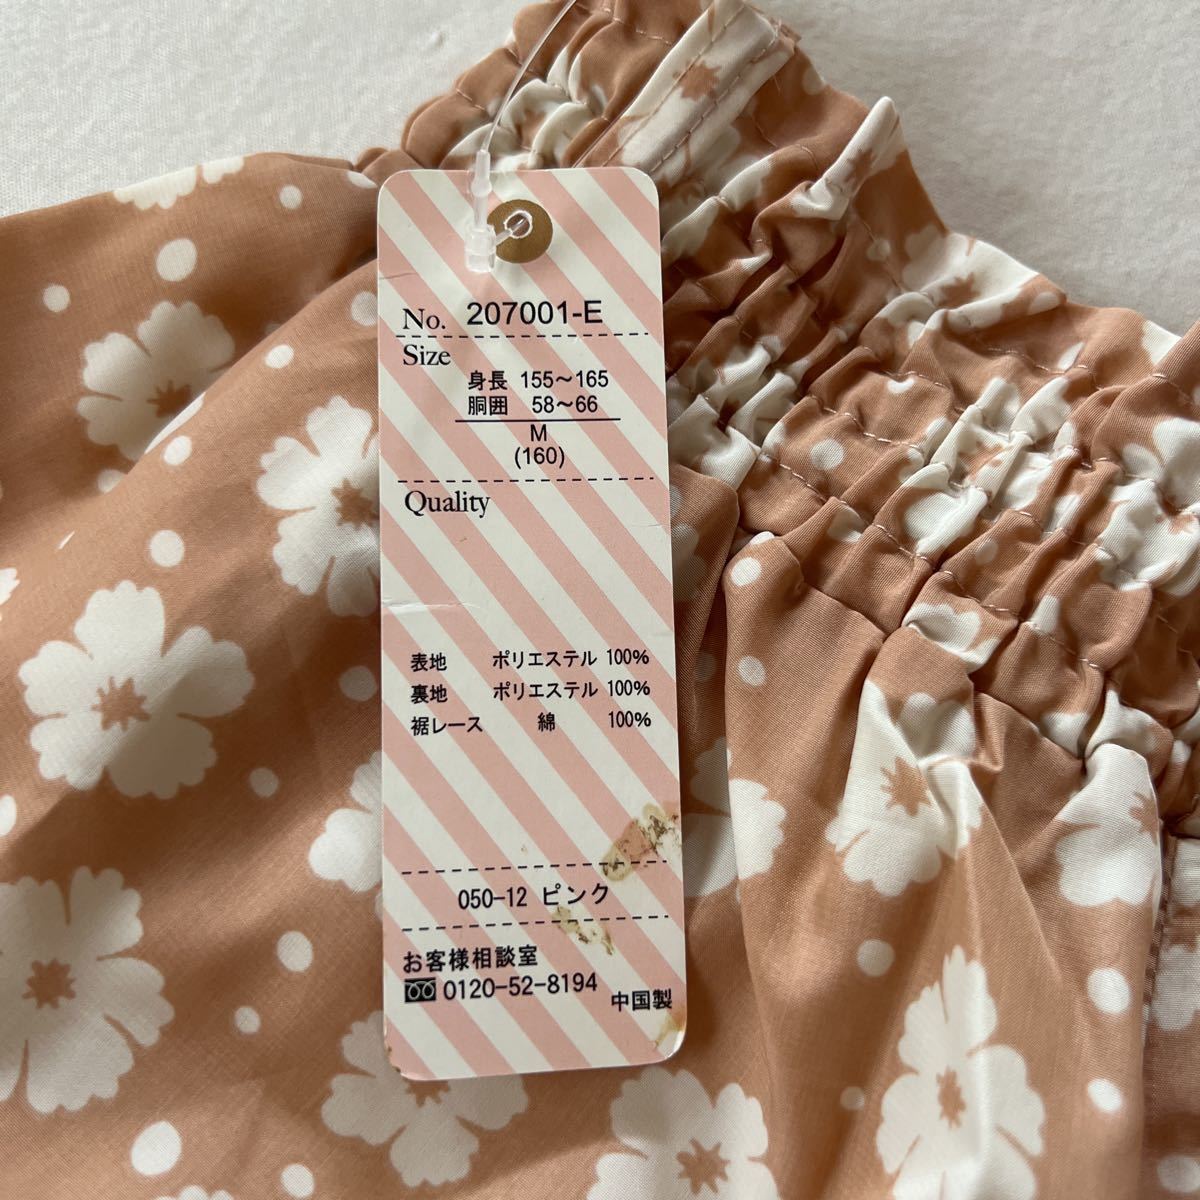 No. 207001-E
Size
身長 155～165
胴囲 58～66
M
(160)
Quality
表地 ポリエステル 100%
裏地 ポリエステル 100%
裾レース 綿 100%
050-12 ピンク
お客様相談室
0120-52-8194
中国製